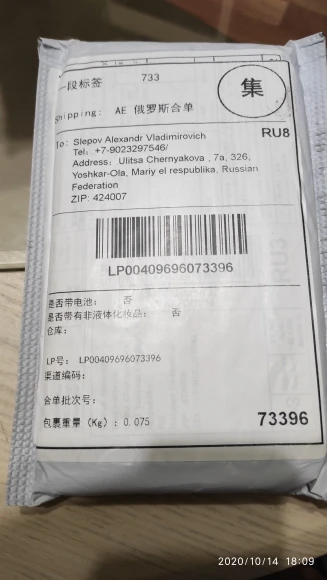 一段标签 733
集
Shipping: AE 俄罗斯合单
RU8
To: Slepov Alexandr Vladimirovich
Tel: +7-9023297546/
Address: Ulitsa Chernyakova , 7a, 326,
Yoshkar-Ola, Mariy el respublika, Russian
Federation
ZIP: 424007
LP00409696073396
是否带电池: 否
是否带有非液体化妆品: 否
仓库:
LP号: LP00409696073396
渠道编码:
合单批次号:
包裹重量 (Kg): 0.075
73396
2020/10/14 18:09